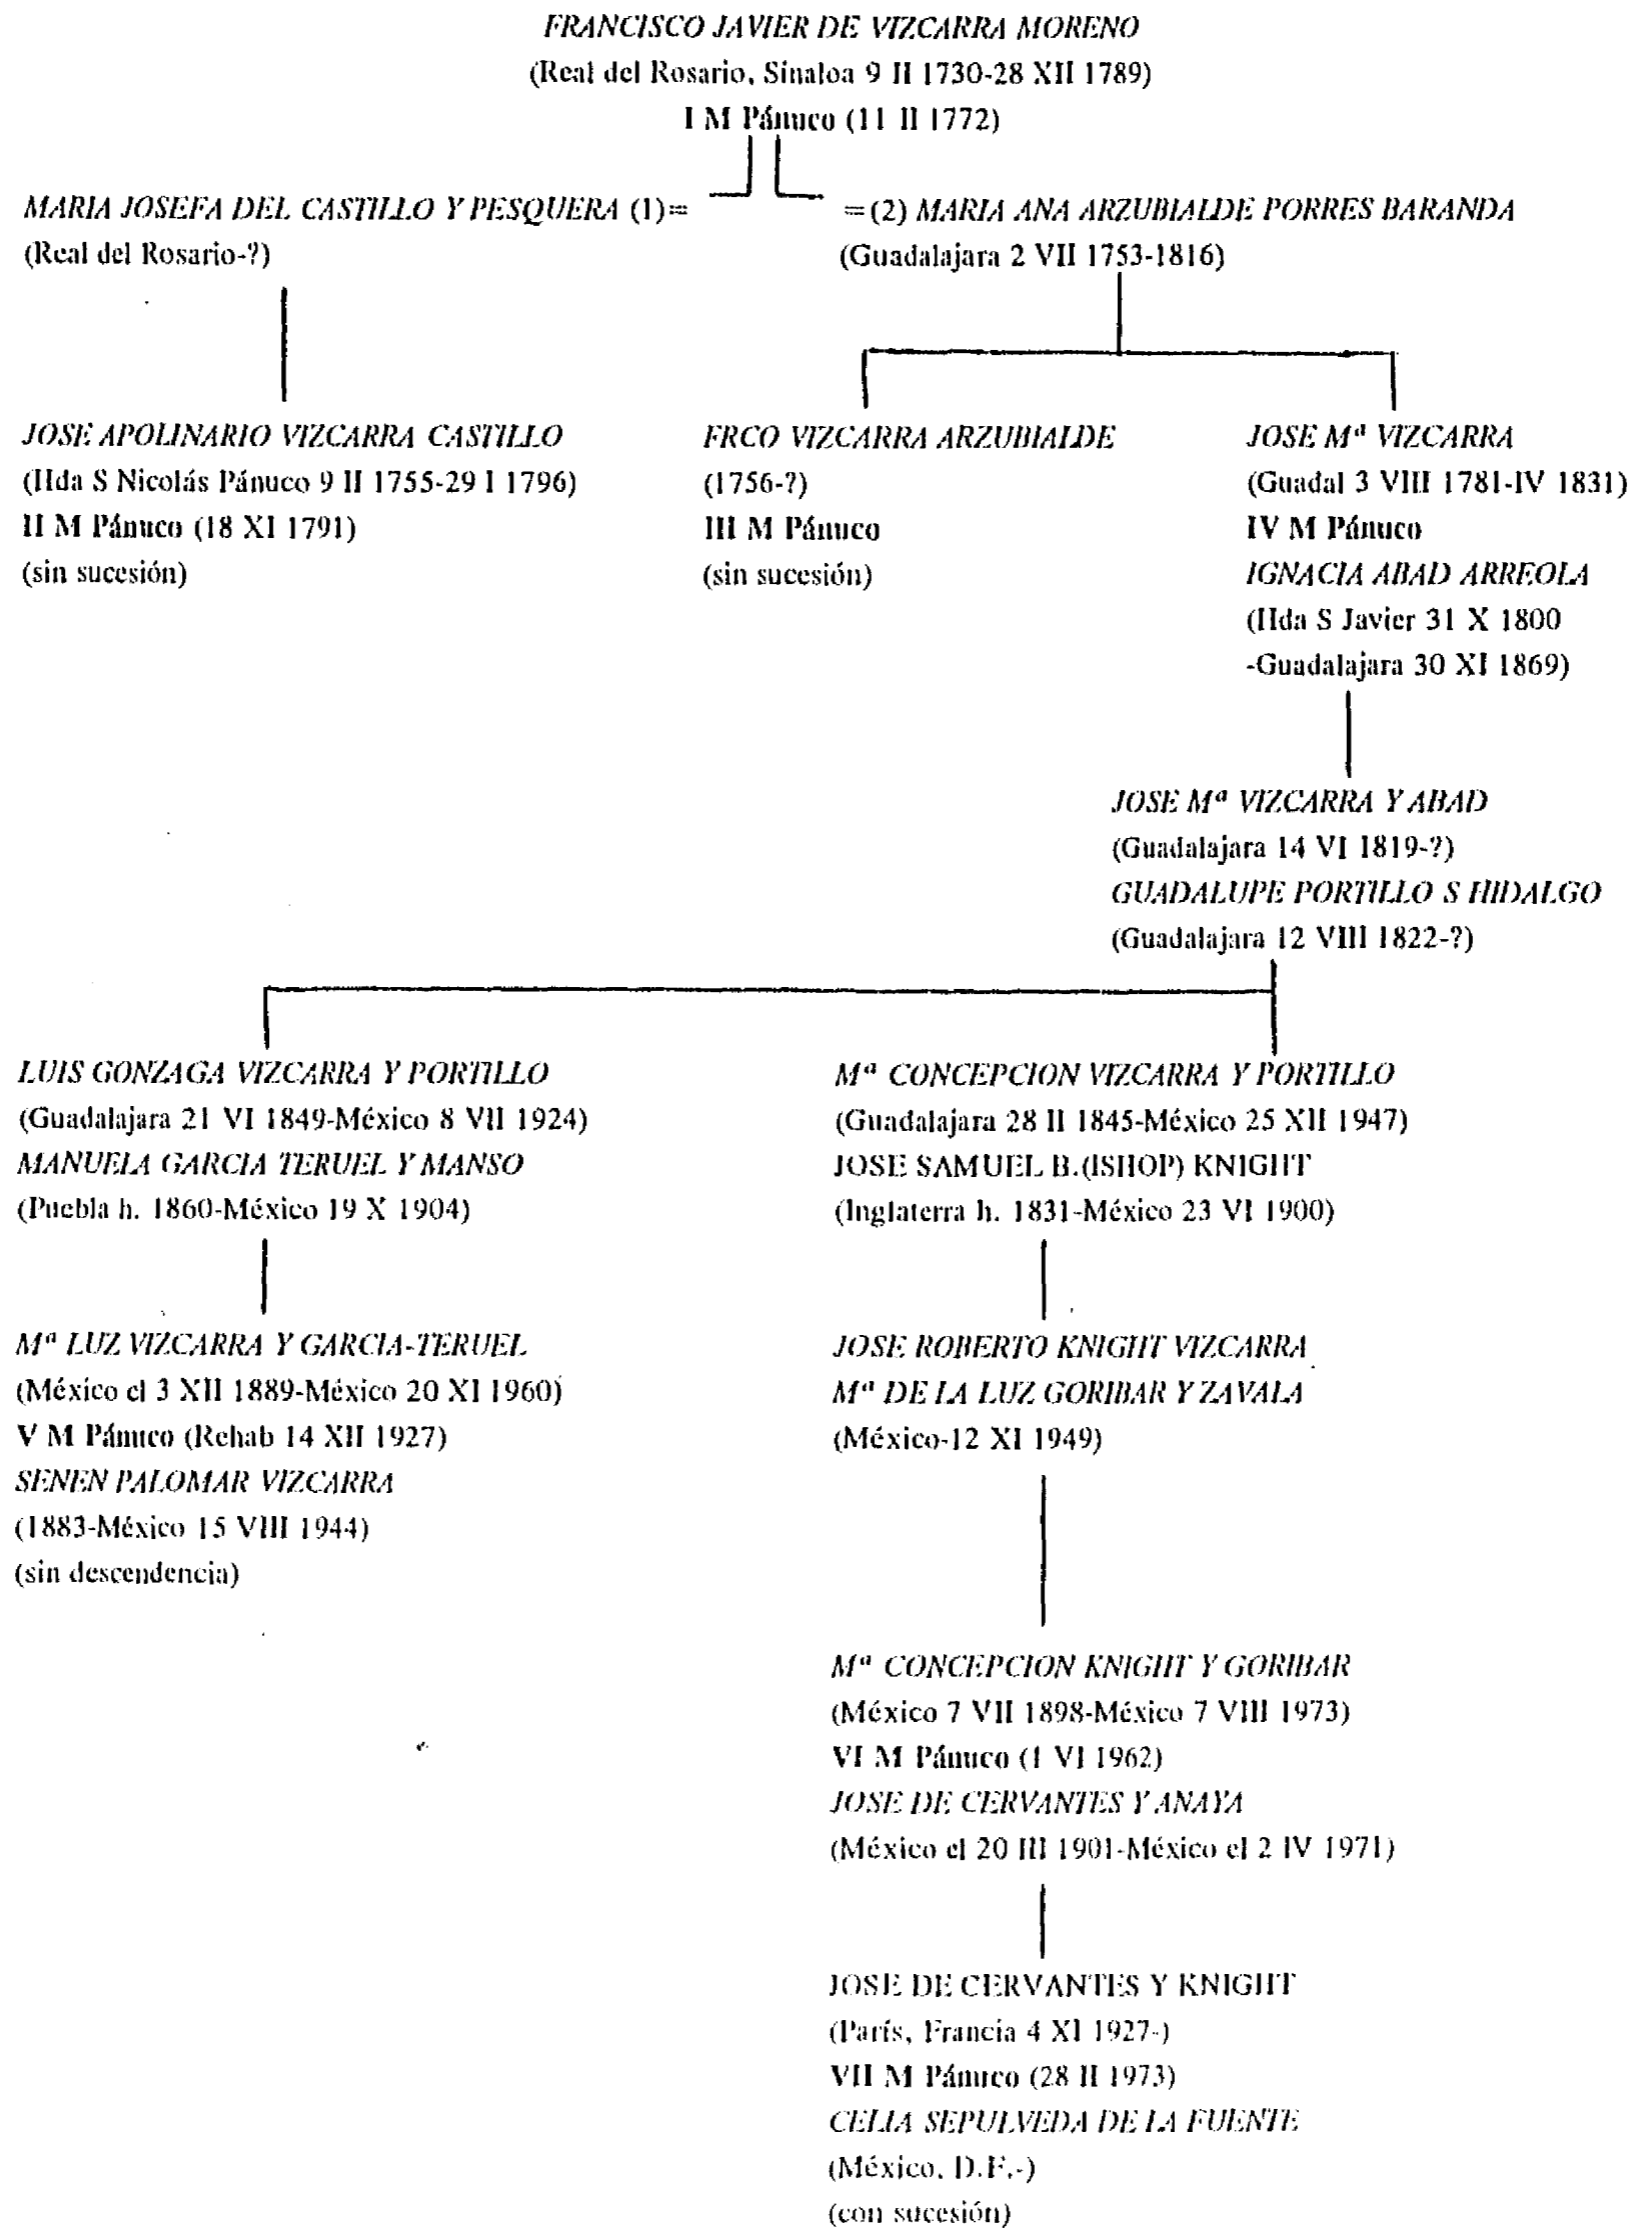 FRANCISCO JAVIER DE VIZCARRA MORENO
(Real del Rosario, Sinaloa 9 II 1730-28 XII 1789)
I M Pánuco (11 II 1772)
MARIA JOSEFA DEL CASTILLO Y PESQUERA (1)=
(Real del Rosario-?)
=(2) MARIA ANA ARZUBIALDE PORRES BARANDA
(Guadalajara 2 VII 1753-1816)
JOSE APOLINARIO VIZCARRA CASTILLO
(Hda S Nicolás Pánuco 9 II 1755-29 I 1796)
II M Pánuco (18 XI 1791)
(sin sucesión)
FRCO VIZCARRA ARZUBIALDE
(1756-?)
III M Pánuco
(sin sucesión)
JOSE Mª VIZCARRA
(Guadal 3 VIII 1781-IV 1831)
IV M Pánuco
IGNACIA ABAD ARREOLA
(Hda S Javier 31 X 1800
-Guadalajara 30 XI 1869)
JOSE Mª VIZCARRA Y ABAD
(Guadalajara 14 VI 1819-?)
GUADALUPE PORTILLO S HIDALGO
(Guadalajara 12 VIII 1822-?)
LUIS GONZAGA VIZCARRA Y PORTILLO
(Guadalajara 21 VI 1849-México 8 VII 1924)
MANUELA GARCIA TERUEL Y MANSO
(Puebla h. 1860-México 19 X 1904)
Mª CONCEPCION VIZCARRA Y PORTILLO
(Guadalajara 28 II 1845-México 25 XII 1947)
JOSE SAMUEL B.(ISHOP) KNIGHT
(Inglaterra h. 1831-México 23 VI 1900)
Mª LUZ VIZCARRA Y GARCIA-TERUEL
(México el 3 XII 1889-México 20 XI 1960)
V M Pánuco (Rehab 14 XII 1927)
SENEN PALOMAR VIZCARRA
(1883-México 15 VIII 1944)
(sin descendencia)
JOSE ROBERTO KNIGHT VIZCARRA
Mª DE LA LUZ GORIBAR Y ZAVALA
(México-12 XI 1949)
Mª CONCEPCION KNIGHT Y GORIBAR
(México 7 VII 1898-México 7 VIII 1973)
VI M Pánuco (1 VI 1962)
JOSE DE CERVANTES Y ANAYA
(México el 20 III 1901-México el 2 IV 1971)
JOSE DE CERVANTES Y KNIGHT
(París, Francia 4 XI 1927-)
VII M Pánuco (28 II 1973)
CELIA SEPULVEDA DE LA FUENTE
(México, D.F.-)
(con sucesión)